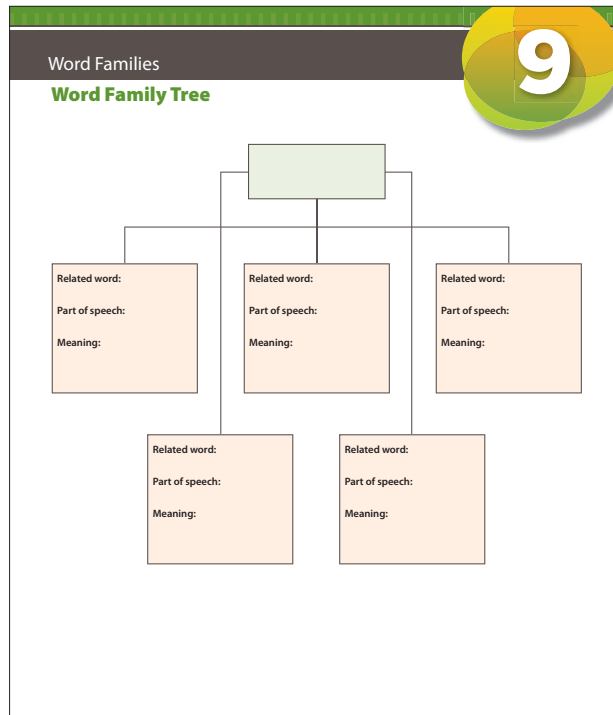 Word Families
9
Word Family Tree
Related word:
Part of speech:
Meaning:
Related word:
Part of speech:
Meaning:
Related word:
Part of speech:
Meaning:
Related word:
Part of speech:
Meaning:
Related word:
Part of speech:
Meaning: